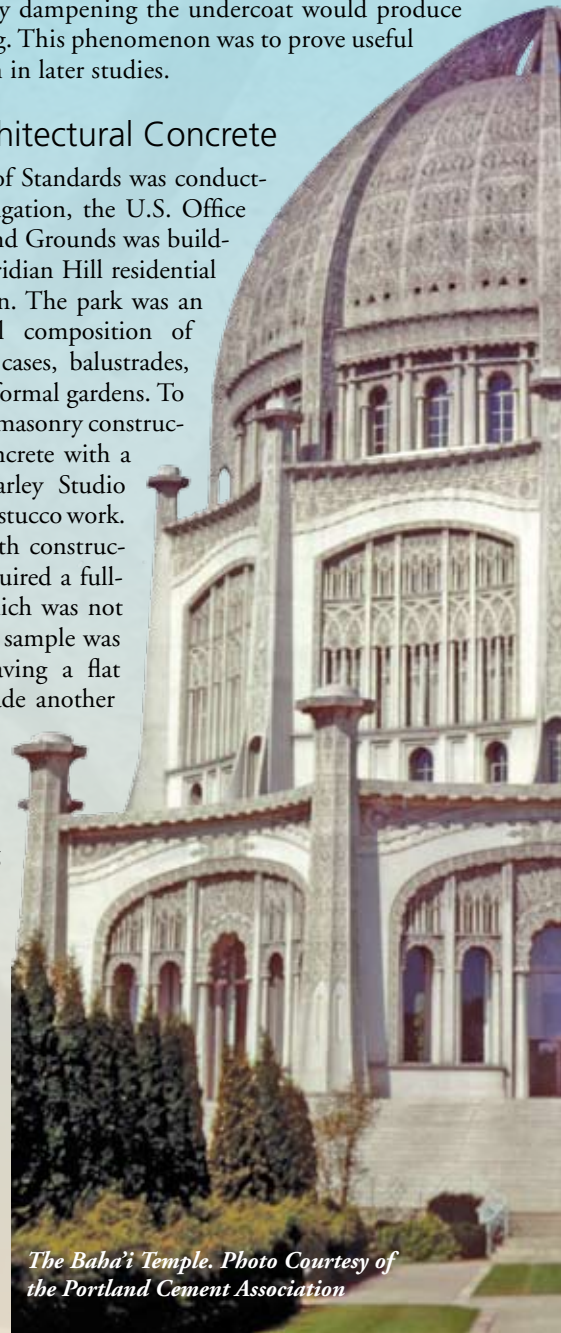 y dampening the undercoat would produce
g. This phenomenon was to prove useful
in later studies.
hitectural Concrete
of Standards was conduct-
igation, the U.S. Office
nd Grounds was build-
ridian Hill residential
n. The park was an
l composition of
cases, balustrades,
formal gardens. To
masonry construc-
ncrete with a
arley Studio
stucco work.
th construc-
uired a full-
hich was not
sample was
aving a flat
de another
The Baha'i Temple. Photo Courtesy of
the Portland Cement Association